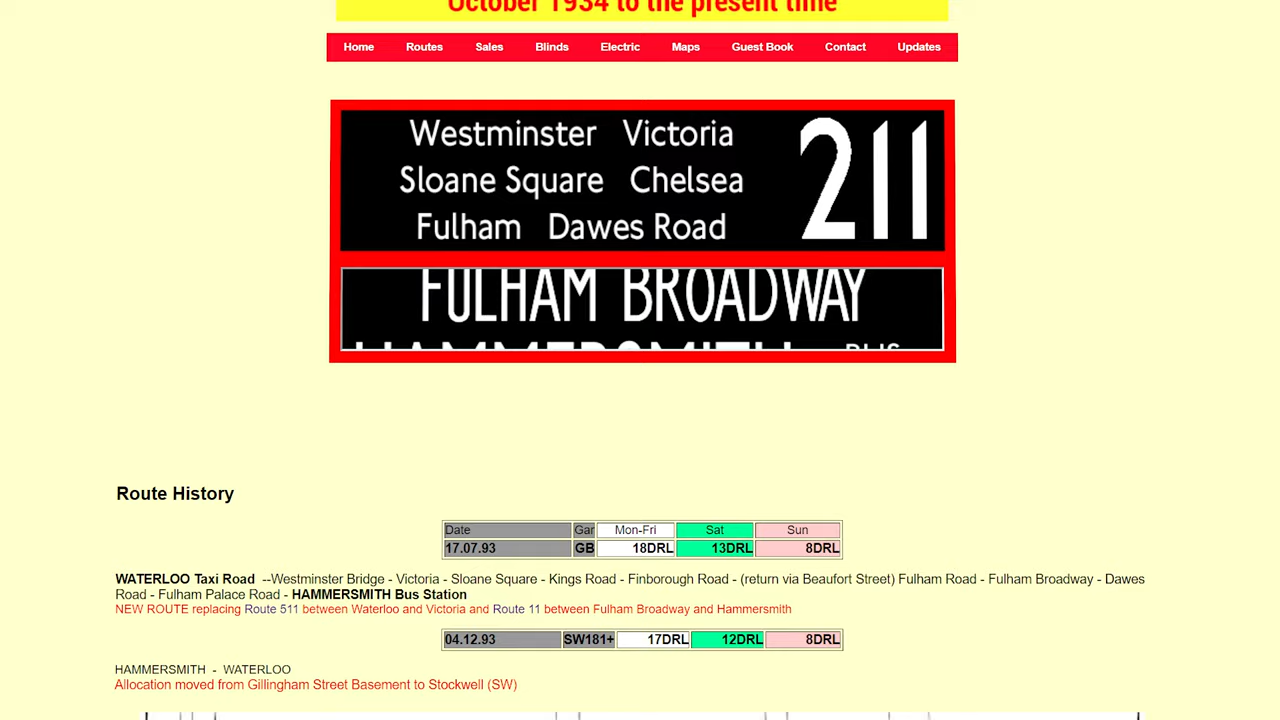 October 1934 to the present time
Home Routes Sales Blinds Electric Maps Guest Book Contact Updates
Westminster Victoria
Sloane Square Chelsea
Fulham Dawes Road
211
FULHAM BROADWAY
HAMMERSMITH BUS
Route History
Date Gar Mon-Fri Sat Sun
17.07.93 GB 18DRL 13DRL 8DRL
WATERLOO Taxi Road --Westminster Bridge - Victoria - Sloane Square - Kings Road - Finborough Road - (return via Beaufort Street) Fulham Road - Fulham Broadway - Dawes
Road - Fulham Palace Road - HAMMERSMITH Bus Station
NEW ROUTE replacing Route 511 between Waterloo and Victoria and Route 11 between Fulham Broadway and Hammersmith
04.12.93 SW181+ 17DRL 12DRL 8DRL
HAMMERSMITH - WATERLOO
Allocation moved from Gillingham Street Basement to Stockwell (SW)